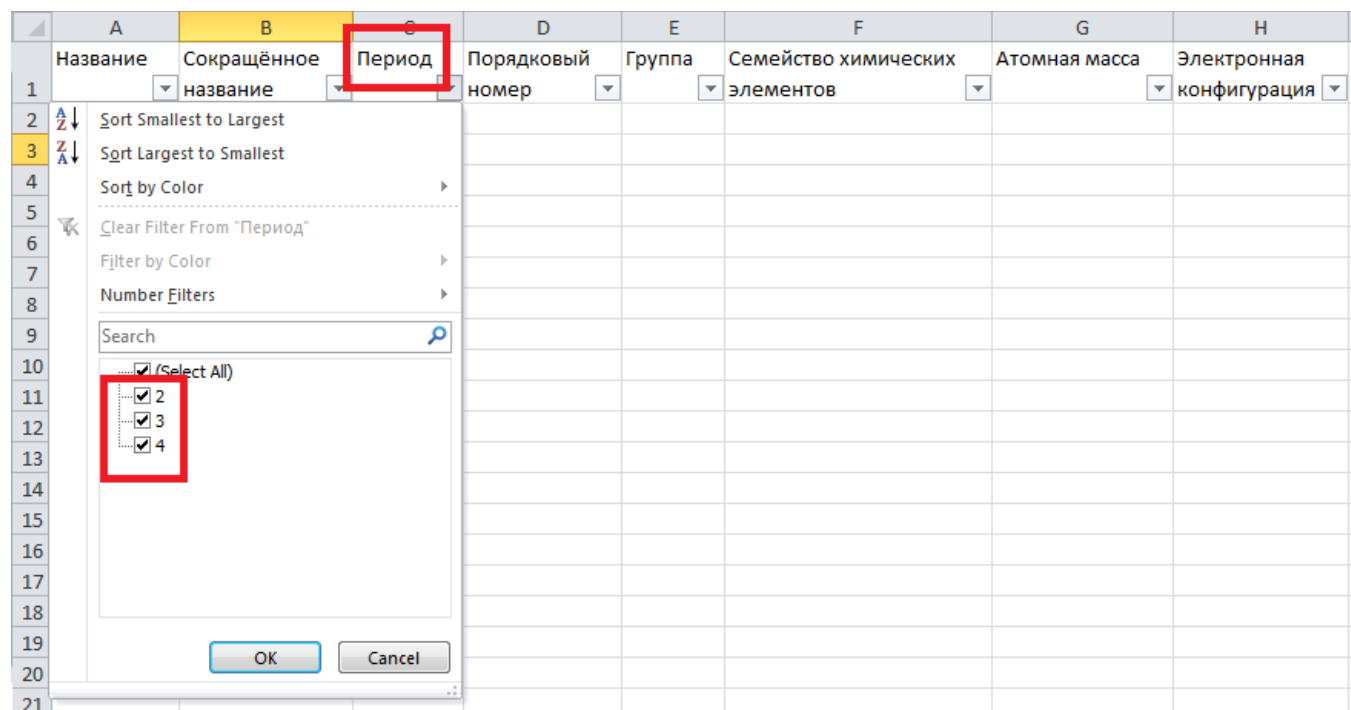 A B C D E F G H
Название Сокращённое Период Порядковый Группа Семейство химических Атомная масса Электронная
1 название номер элементов конфигурация
2 Sort Smallest to Largest
3 Sort Largest to Smallest
4 Sort by Color
5
Clear Filter From "Период"
6
Filter by Color
7
Number Filters
8
9 Search
10 (Select All)
11 2
12 3
4
13
14
15
16
17
18
19
OK Cancel
20
21